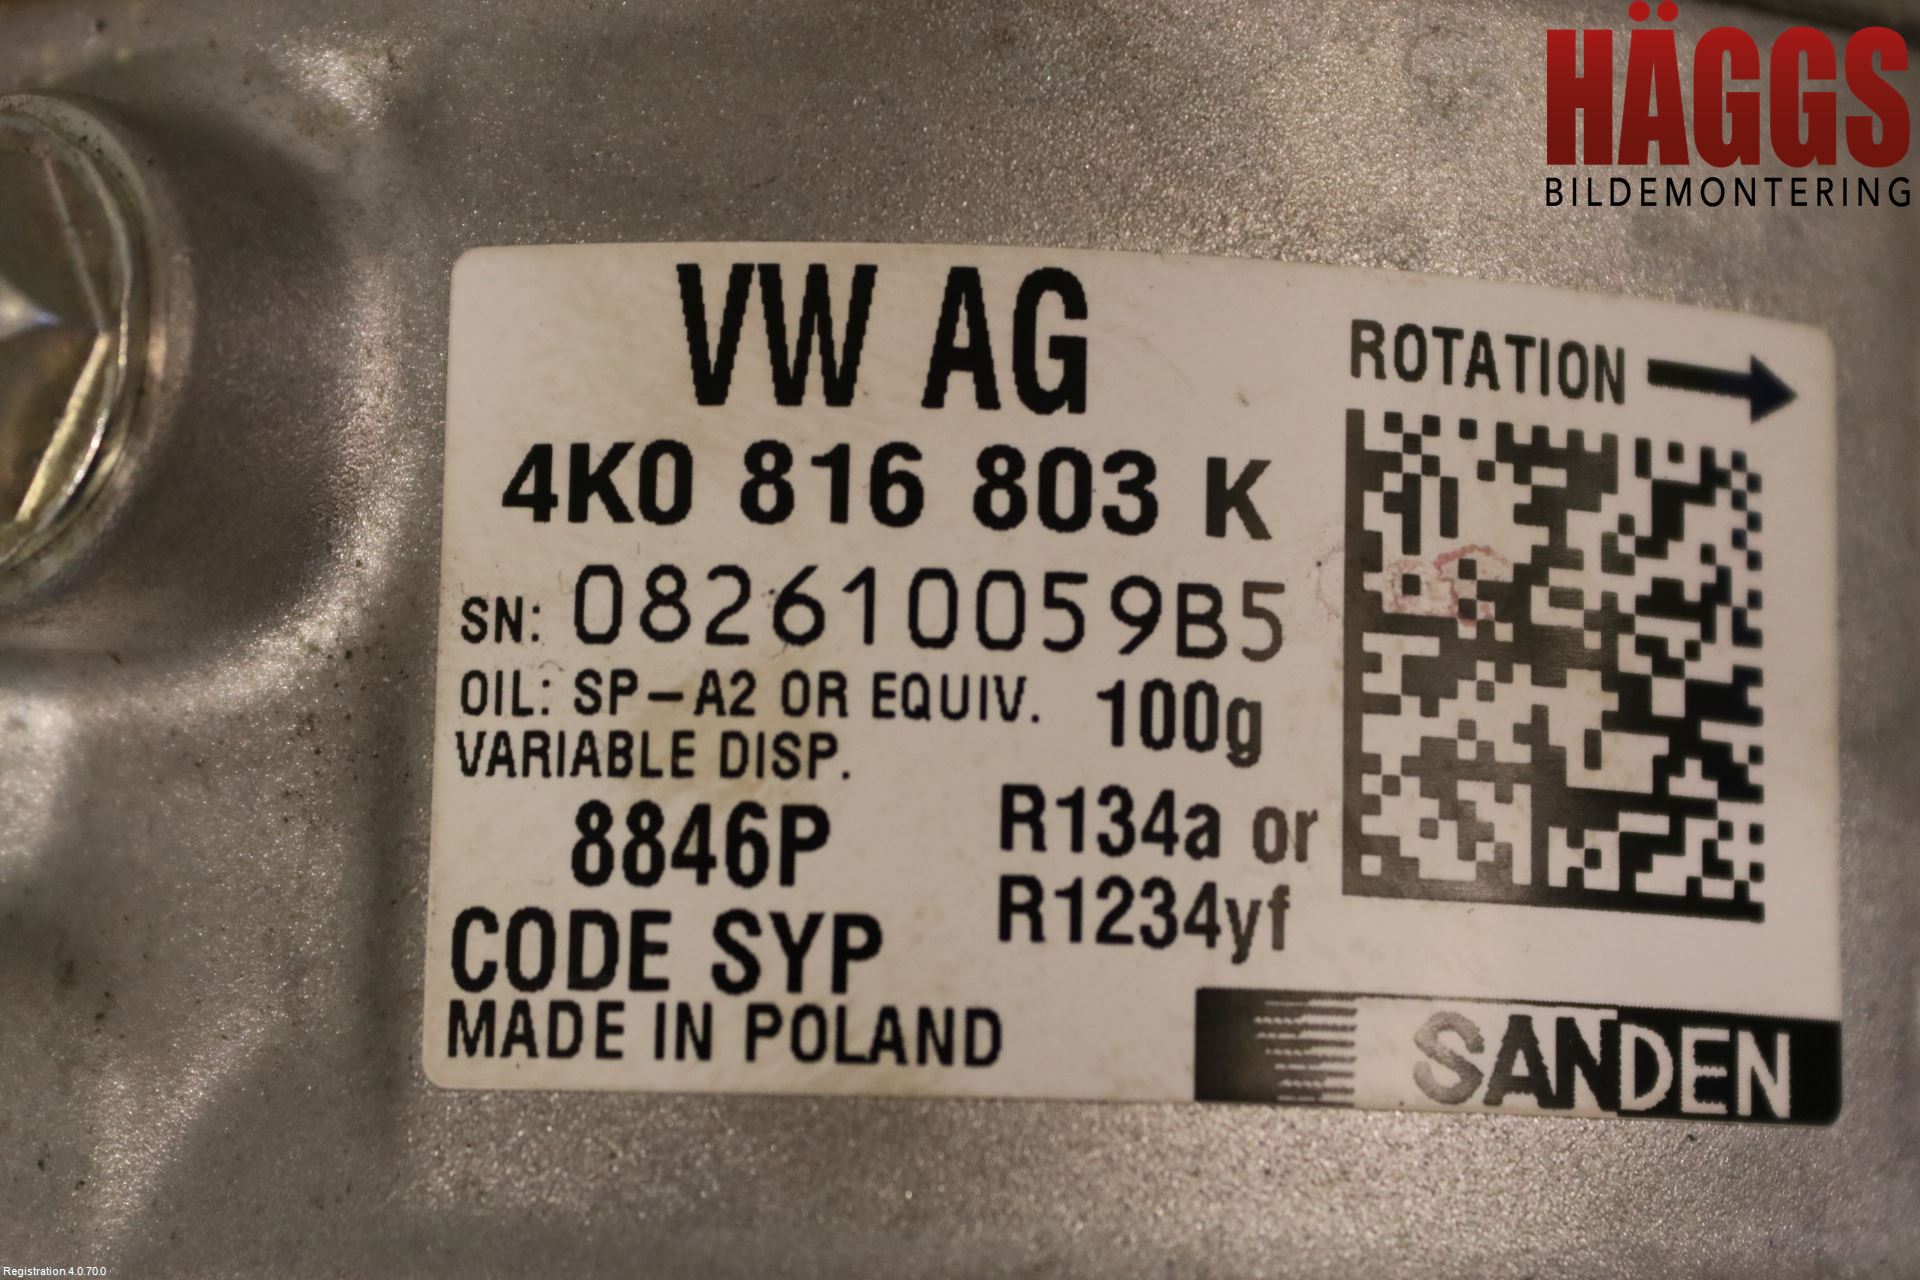 HÄGGS
BILDEMONTERING
VW AG
ROTATION
4K0 816 803 K
SN: 082610059B5
OIL: SP-A2 OR EQUIV. 100g
VARIABLE DISP.
8846P
R134a or
R1234yf
CODE SYP
MADE IN POLAND
SANDEN
Registration 4.0.70.0